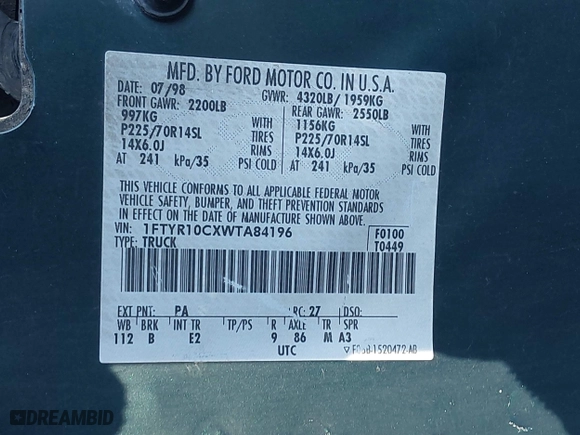 MFD. BY FORD MOTOR CO. IN U.S.A.
DATE: 07/98 GVWR: 4320LB/ 1959KG
FRONT GAWR: 2200LB REAR GAWR: 2550LB
997KG WITH 1156KG WITH
P225/70R14SL TIRES P225/70R14SL TIRES
14X6.0J RIMS 14X6.0J RIMS
AT 241 kPa/35 PSI COLD AT 241 kPa/35 PSI COLD
THIS VEHICLE CONFORMS TO ALL APPLICABLE FEDERAL MOTOR
VEHICLE SAFETY, BUMPER, AND THEFT PREVENTION STANDARDS
IN EFFECT ON THE DATE OF MANUFACTURE SHOWN ABOVE.
VIN: 1FTYR10CXWTA84196 F0100
TYPE: TRUCK T0449
EXT PNT: PA RC: 27 DSO:
WB BRK INT TR TP/PS R AXLE TR SPR
112 B E2 9 86 M A3
UTC
DREAMBID